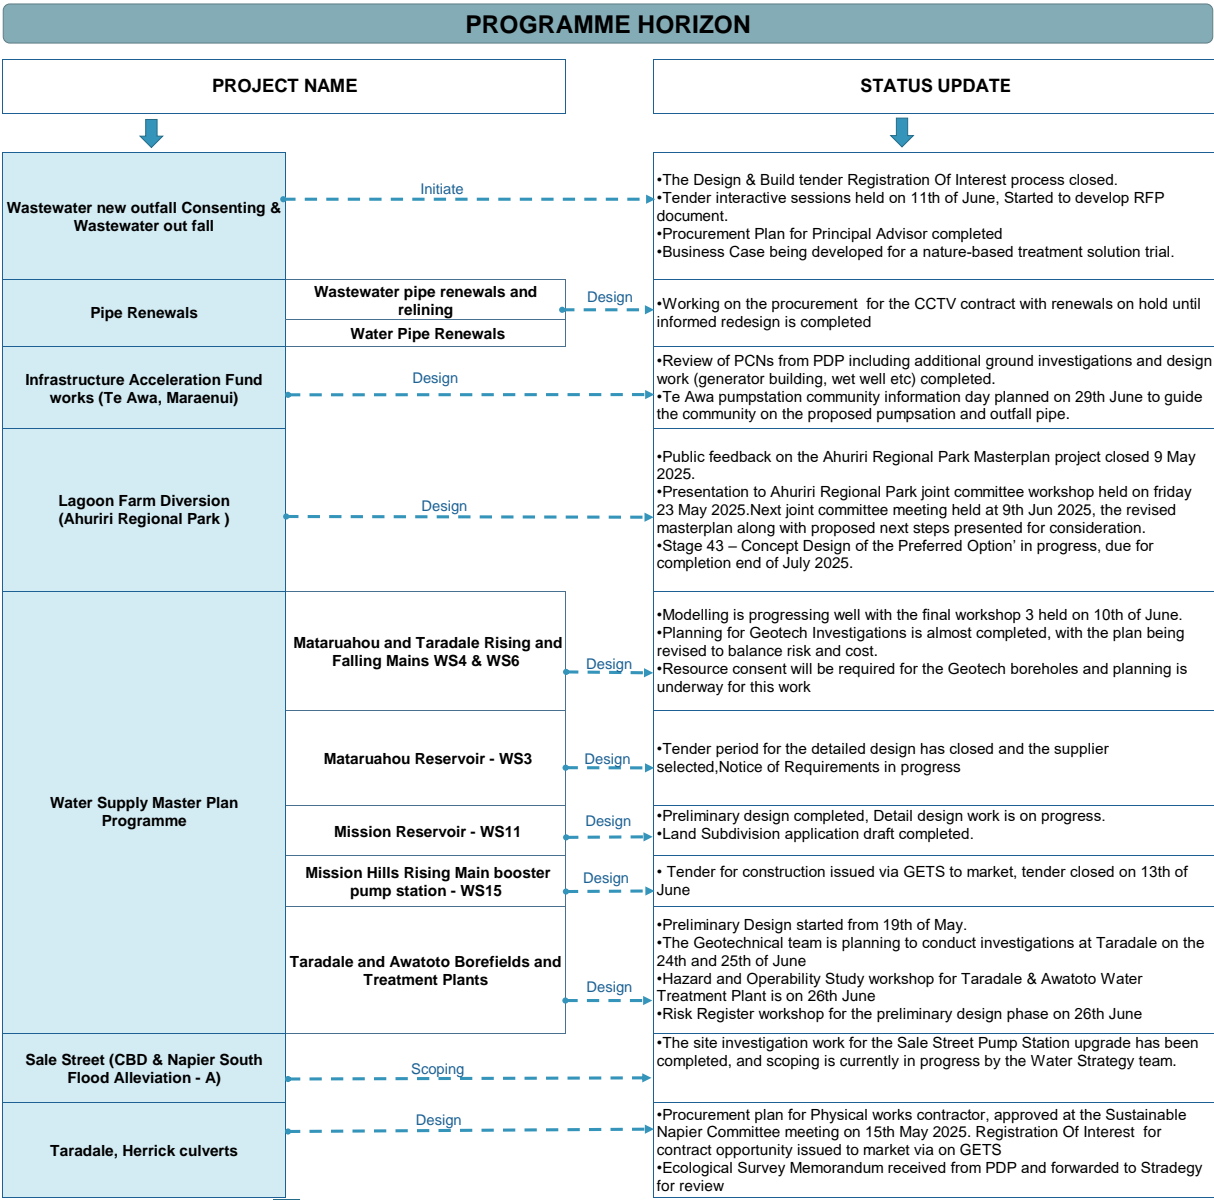 PROGRAMME HORIZON
PROJECT NAME
STATUS UPDATE
Wastewater new outfall Consenting &
Wastewater out fall
Initiate
•The Design & Build tender Registration Of Interest process closed.
•Tender interactive sessions held on 11th of June, Started to develop RFP
document.
•Procurement Plan for Principal Advisor completed
•Business Case being developed for a nature-based treatment solution trial.
Pipe Renewals
Wastewater pipe renewals and
relining
Water Pipe Renewals
Design
•Working on the procurement  for the CCTV contract with renewals on hold until
informed redesign is completed
Infrastructure Acceleration Fund
works (Te Awa, Maraenui)
Design
•Review of PCNs from PDP including additional ground investigations and design
work (generator building, wet well etc) completed.
•Te Awa pumpstation community information day planned on 29th June to guide
the community on the proposed pumpsation and outfall pipe.
Lagoon Farm Diversion
(Ahuriri Regional Park )
Design
•Public feedback on the Ahuriri Regional Park Masterplan project closed 9 May
2025.
•Presentation to Ahuriri Regional Park joint committee workshop held on friday
23 May 2025.Next joint committee meeting held at 9th Jun 2025, the revised
masterplan along with proposed next steps presented for consideration.
•Stage 43 – Concept Design of the Preferred Option’ in progress, due for
completion end of July 2025.
Water Supply Master Plan
Programme
Mataruahou and Taradale Rising and
Falling Mains WS4 & WS6
Design
•Modelling is progressing well with the final workshop 3 held on 10th of June.
•Planning for Geotech Investigations is almost completed, with the plan being
revised to balance risk and cost.
•Resource consent will be required for the Geotech boreholes and planning is
underway for this work
Mataruahou Reservoir - WS3
Design
•Tender period for the detailed design has closed and the supplier
selected,Notice of Requirements in progress
Mission Reservoir - WS11
Design
•Preliminary design completed, Detail design work is on progress.
•Land Subdivision application draft completed.
Mission Hills Rising Main booster
pump station - WS15
Design
• Tender for construction issued via GETS to market, tender closed on 13th of
June
Taradale and Awatoto Borefields and
Treatment Plants
Design
•Preliminary Design started from 19th of May.
•The Geotechnical team is planning to conduct investigations at Taradale on the
24th and 25th of June
•Hazard and Operability Study workshop for Taradale & Awatoto Water
Treatment Plant is on 26th June
•Risk Register workshop for the preliminary design phase on 26th June
Sale Street (CBD & Napier South
Flood Alleviation - A)
Scoping
•The site investigation work for the Sale Street Pump Station upgrade has been
completed, and scoping is currently in progress by the Water Strategy team.
Taradale, Herrick culverts
Design
•Procurement plan for Physical works contractor, approved at the Sustainable
Napier Committee meeting on 15th May 2025. Registration Of Interest  for
contract opportunity issued to market via on GETS
•Ecological Survey Memorandum received from PDP and forwarded to Stradegy
for review